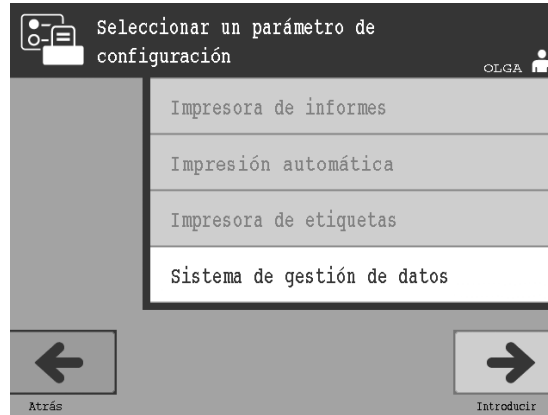 Seleccionar un parámetro de
configuración
OLGA
Impresora de informes
Impresión automática
Impresora de etiquetas
Sistema de gestión de datos
Atrás
Introducir